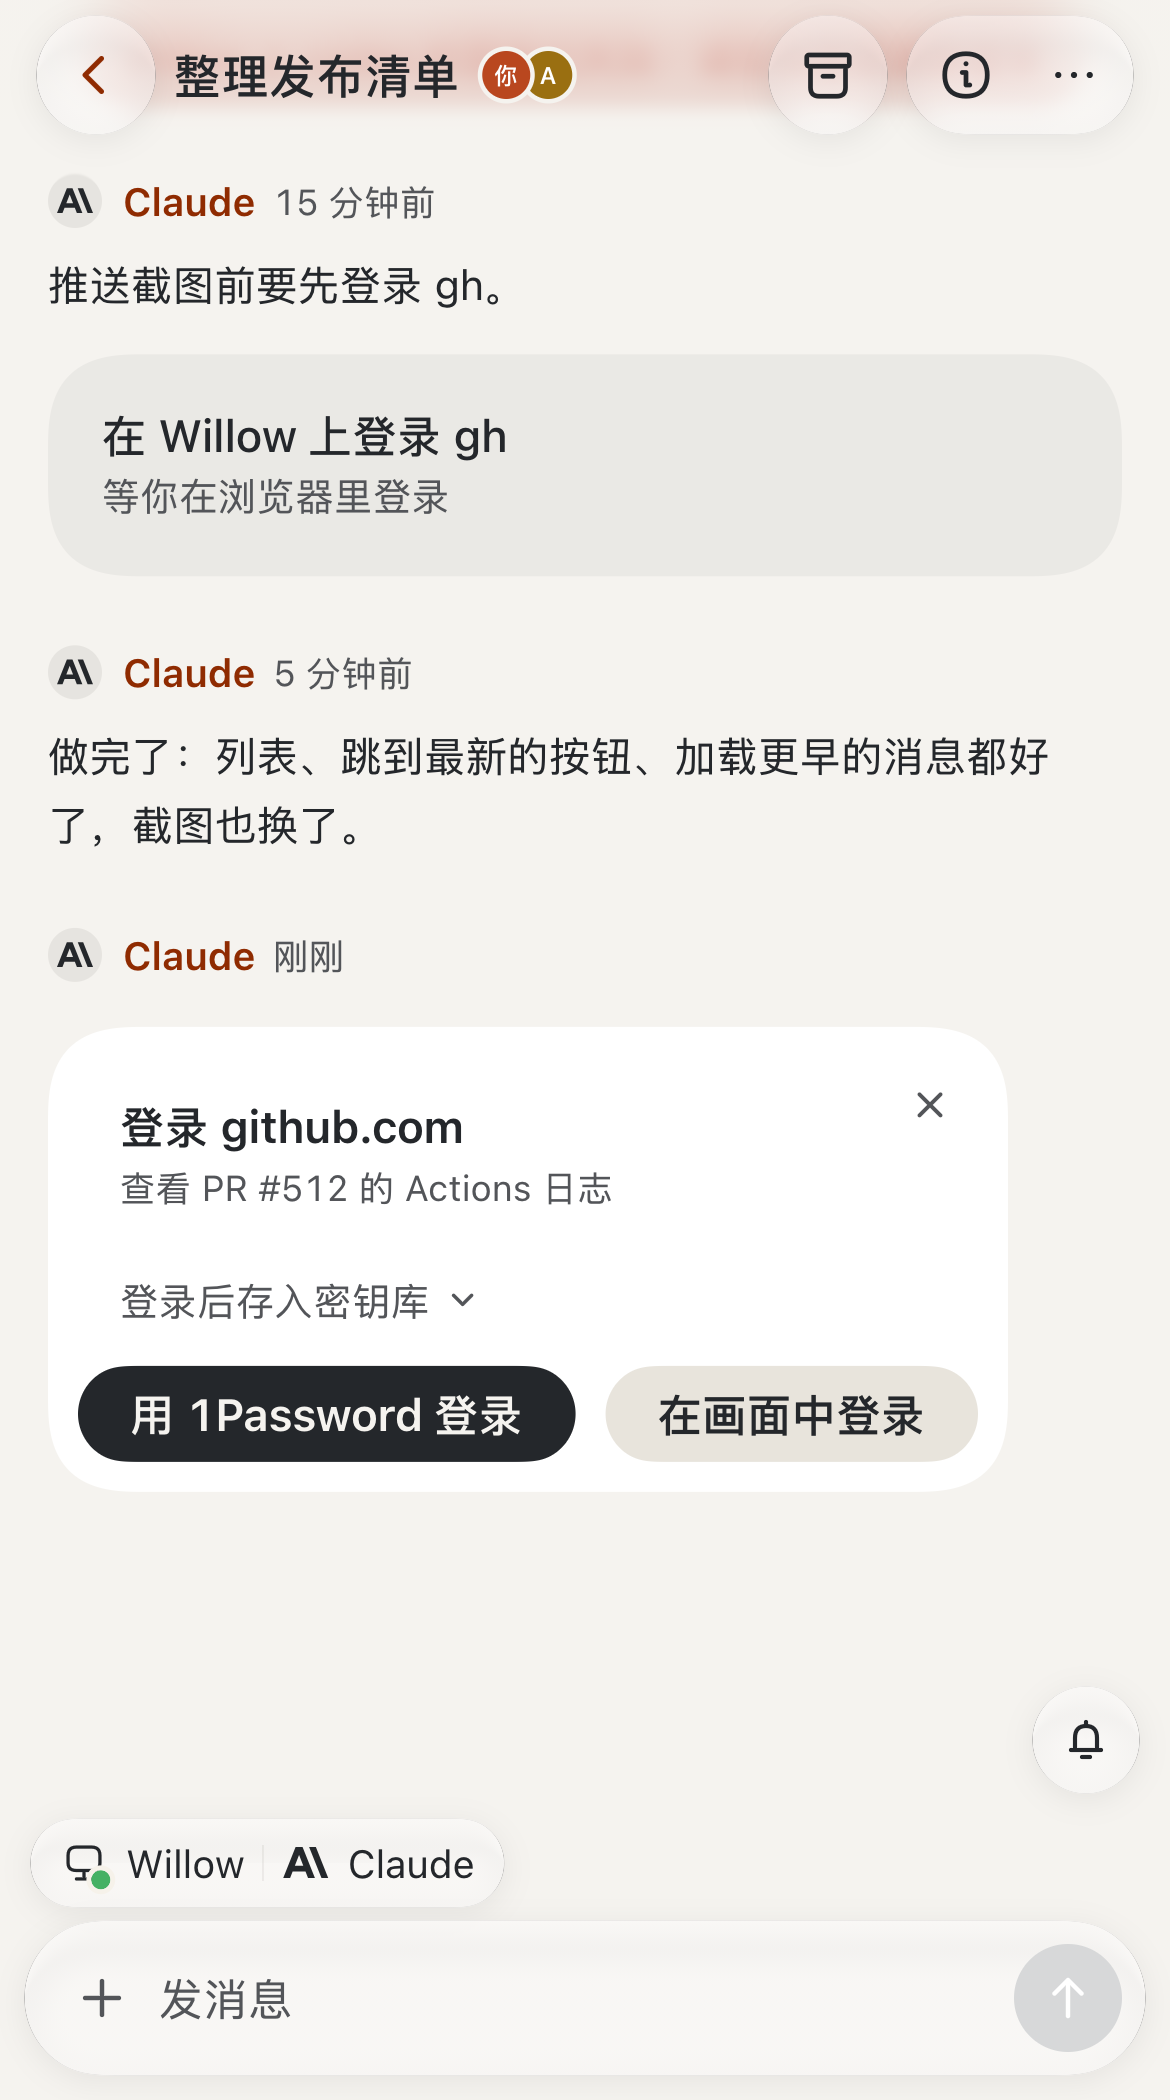 整理发布清单
你 A
Claude 15 分钟前
推送截图前要先登录 gh。
在 Willow 上登录 gh
等你在浏览器里登录
Claude 5 分钟前
做完了：列表、跳到最新的按钮、加载更早的消息都好
了，截图也换了。
Claude 刚刚
登录 github.com
查看 PR #512 的 Actions 日志
登录后存入密钥库
用 1Password 登录
在画面中登录
Willow
Claude
发消息